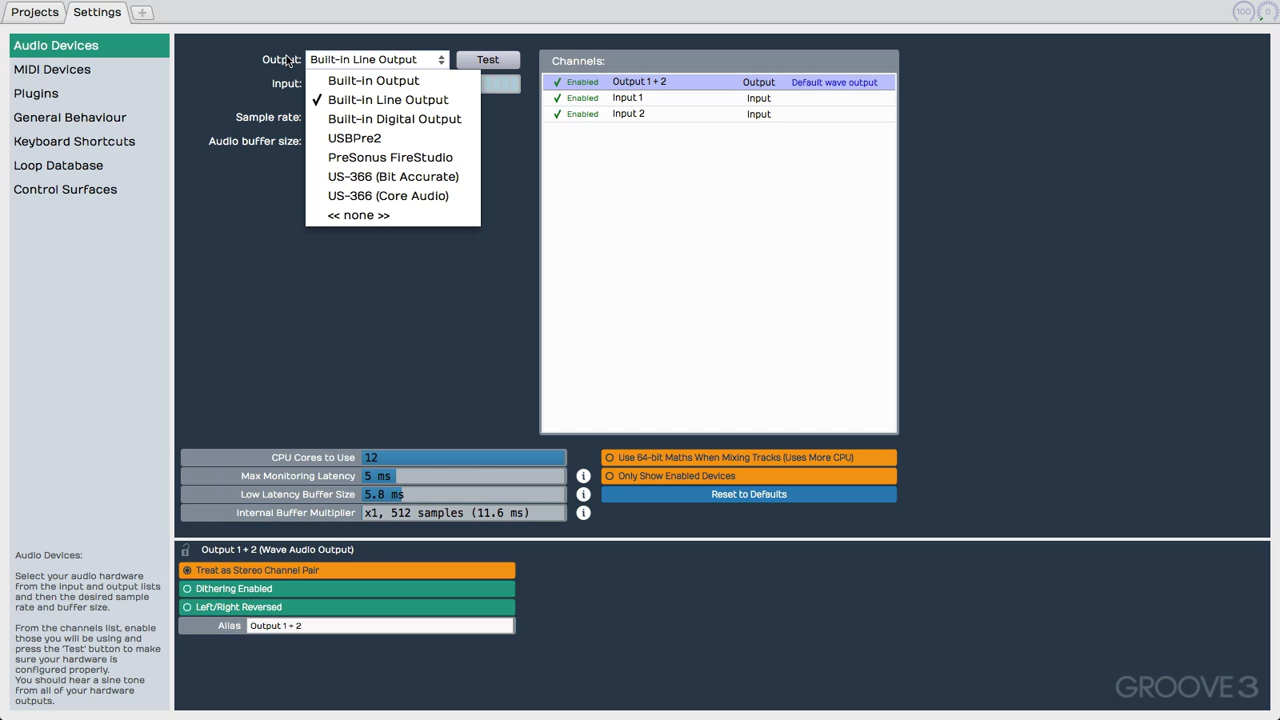 Projects
Settings
100
0
Audio Devices
MIDI Devices
Plugins
General Behaviour
Keyboard Shortcuts
Loop Database
Control Surfaces
Output:
Built-in Line Output
Test
Input:
Sample rate:
Audio buffer size:
Built-in Output
✓ Built-in Line Output
Built-in Digital Output
USBPre2
PreSonus FireStudio
US-366 (Bit Accurate)
US-366 (Core Audio)
<< none >>
Channels:
✓ Enabled Output 1 + 2 Output Default wave output
✓ Enabled Input 1 Input
✓ Enabled Input 2 Input
CPU Cores to Use 12
Max Monitoring Latency 5 ms
Low Latency Buffer Size 5.8 ms
Internal Buffer Multiplier x1, 512 samples (11.6 ms)
Use 64-bit Maths When Mixing Tracks (Uses More CPU)
Only Show Enabled Devices
Reset to Defaults
Output 1 + 2 (Wave Audio Output)
Treat as Stereo Channel Pair
Dithering Enabled
Left/Right Reversed
Alias Output 1 + 2
Audio Devices:
Select your audio hardware
from the input and output lists
and then the desired sample
rate and buffer size.
From the channels list, enable
those you will be using and
press the 'Test' button to make
sure your hardware is
configured properly.
You should hear a sine tone
from all of your hardware
outputs.
GROOVE 3